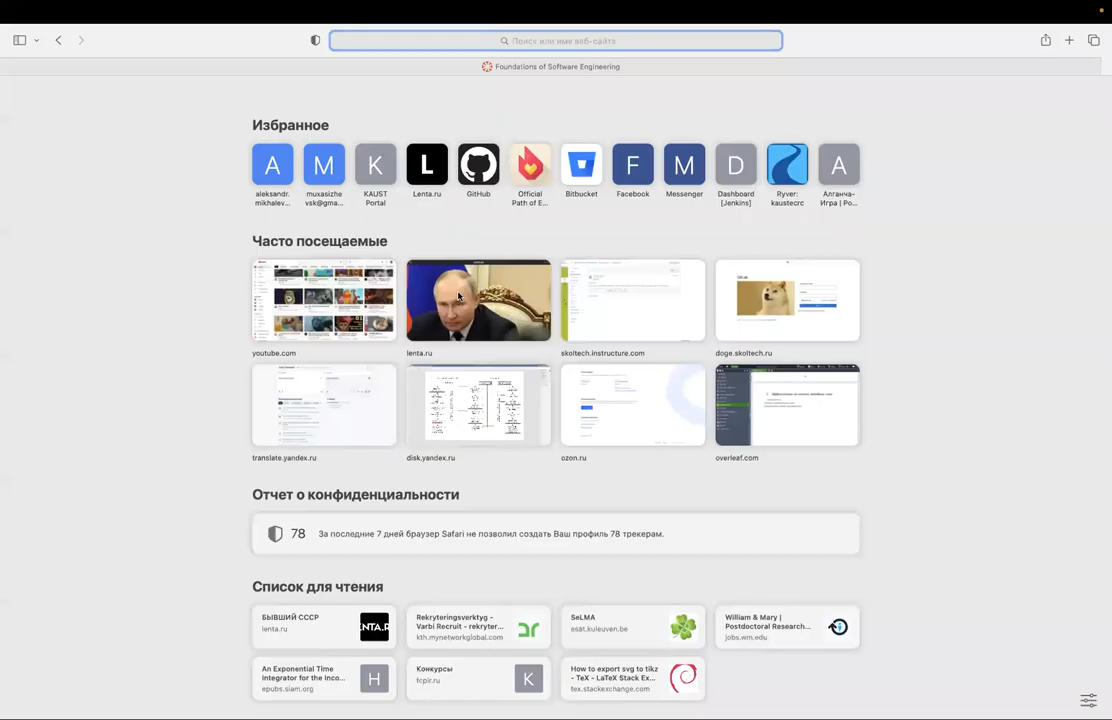 Поиск или имя веб-сайта
Foundations of Software Engineering
Избранное
A M K L F M D A
aleksandr. muxasizhe KAUST Lenta.ru GitHub Official Bitbucket Facebook Messenger Dashboard Ryver: Алганча-
mikhalev... vsk@gma... Portal Path of E... [Jenkins] kaustecrc Игра | Ро...
Часто посещаемые
youtube.com lenta.ru skoltech.instructure.com doge.skoltech.ru
translate.yandex.ru disk.yandex.ru ozon.ru overleaf.com
Отчет о конфиденциальности
78 За последние 7 дней браузер Safari не позволил создать Ваш профиль 78 трекерам.
Список для чтения
БЫВШИЙ СССР
lenta.ru
Rekryteringsverktyg -
Varbi Recruit - rekryter...
kth.mynetworkglobal.com
SeLMA
esat.kuleuven.be
William & Mary |
Postdoctoral Research...
jobs.wm.edu
An Exponential Time
Integrator for the Inco...
epubs.siam.org
H
Конкурсы
fcpir.ru
K
How to export svg to tikz
- TeX - LaTeX Stack Ex...
tex.stackexchange.com